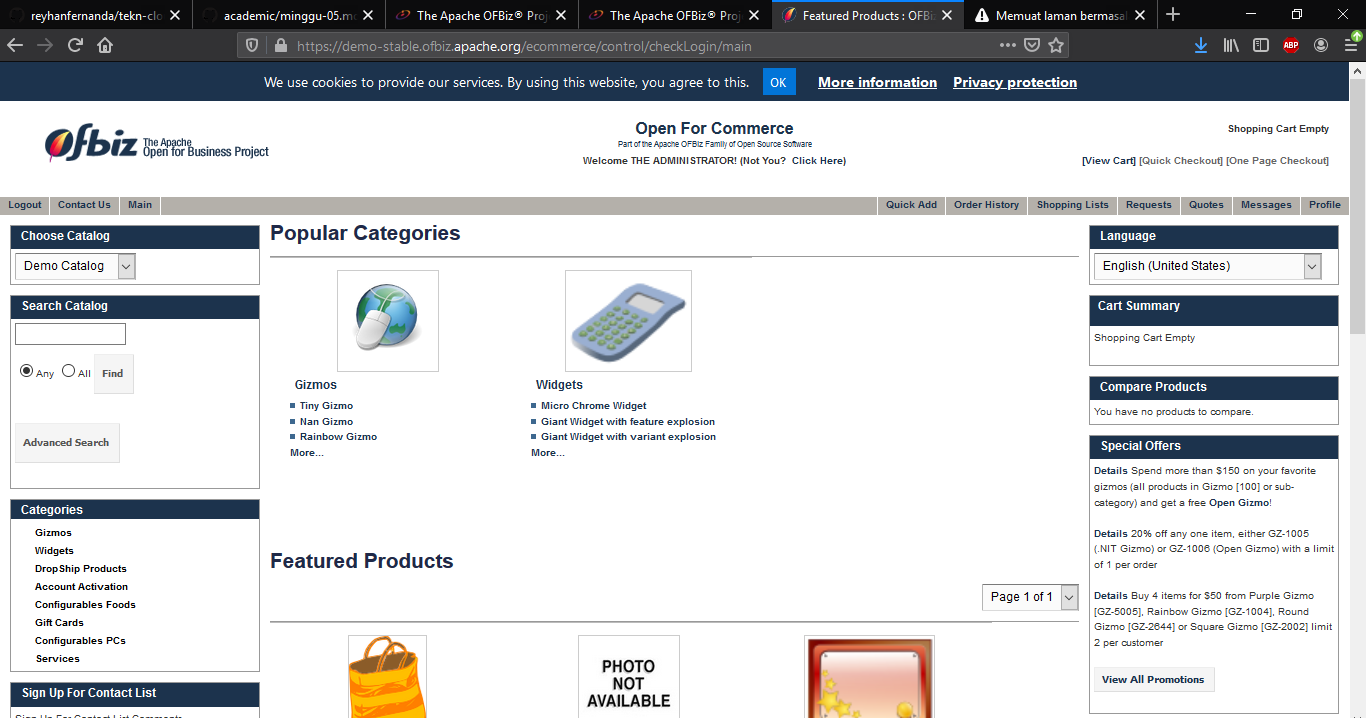 reyhanfernanda/tekn-clo
academic/minggu-05.md
The Apache OFBiz® Proj
The Apache OFBiz® Proj
Featured Products : OFBiz
Memuat laman bermasal
https://demo-stable.ofbiz.apache.org/ecommerce/control/checkLogin/main
ABP
We use cookies to provide our services. By using this website, you agree to this. OK More information Privacy protection
Ofbiz The Apache
Open for Business Project
Open For Commerce
Part of the Apache OFBiz Family of Open Source Software
Welcome THE ADMINISTRATOR! (Not You? Click Here)
Shopping Cart Empty
[View Cart] [Quick Checkout] [One Page Checkout]
Logout Contact Us Main Quick Add Order History Shopping Lists Requests Quotes Messages Profile
Choose Catalog
Demo Catalog
Search Catalog
Any All Find
Advanced Search
Categories
Gizmos
Widgets
DropShip Products
Account Activation
Configurables Foods
Gift Cards
Configurables PCs
Services
Sign Up For Contact List
Sign Up For Contact List Comments
Popular Categories
Gizmos
Tiny Gizmo
Nan Gizmo
Rainbow Gizmo
More...
Widgets
Micro Chrome Widget
Giant Widget with feature explosion
Giant Widget with variant explosion
More...
Featured Products
Page 1 of 1
PHOTO
NOT
AVAILABLE
Language
English (United States)
Cart Summary
Shopping Cart Empty
Compare Products
You have no products to compare.
Special Offers
Details Spend more than $150 on your favorite
gizmos (all products in Gizmo [100] or sub-
category) and get a free Open Gizmo!
Details 20% off any one item, either GZ-1005
(.NIT Gizmo) or GZ-1006 (Open Gizmo) with a limit
of 1 per order
Details Buy 4 items for $50 from Purple Gizmo
[GZ-5005], Rainbow Gizmo [GZ-1004], Round
Gizmo [GZ-2644] or Square Gizmo [GZ-2002] limit
2 per customer
View All Promotions